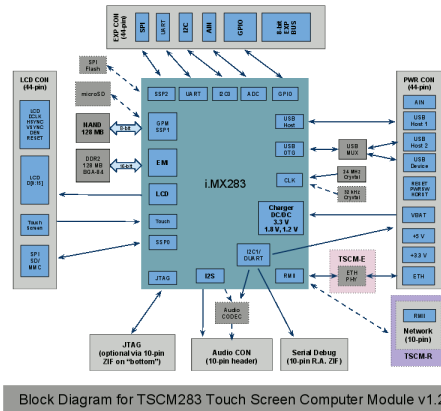 EXP CON
(44-pin)
SPI
UART
I2C
AIN
GPIO
8-bit
EXP
BUS
SPI
Flash
microSD
NAND
128 MB
8-bit
DDR2
128 MB
BGA-84
16-bit
LCD CON
(44-pin)
LCD
DCLK
HSYNC
VSYNC
DEN
RESET
LCD
Touch
Screen
SPI
SD/
MMC
SSP2
UART
I2C0
ADC
GPIO
GPMI
SSP1
EMI
LCD
Touch
SSP0
JTAG
i.MX283
USB
Host
USB
OTG
CLK
Charger
DC/DC
3.3 V
1.8 V, 1.2 V
I2C1/
DUART
I2S
RMII
USB
MUX
24 MHz
Crystal
32 kHz
Crystal
PWR CON
(44-pin)
AIN
USB
Host 1
USB
Host 2
USB
Device
RESET
PWRSW
VBAT
+5 V
+3.3 V
ETH
TSCM-E
ETH
PHY
RMII
Network
(10-pin)
TSCM-R
Audio
CODEC
JTAG
(optional via 10-pin
ZIF on "bottom")
Audio CON
(10-pin header)
Serial Debug
(10-pin R.A. ZIF)
Block Diagram for TSCM283 Touch Screen Computer Module